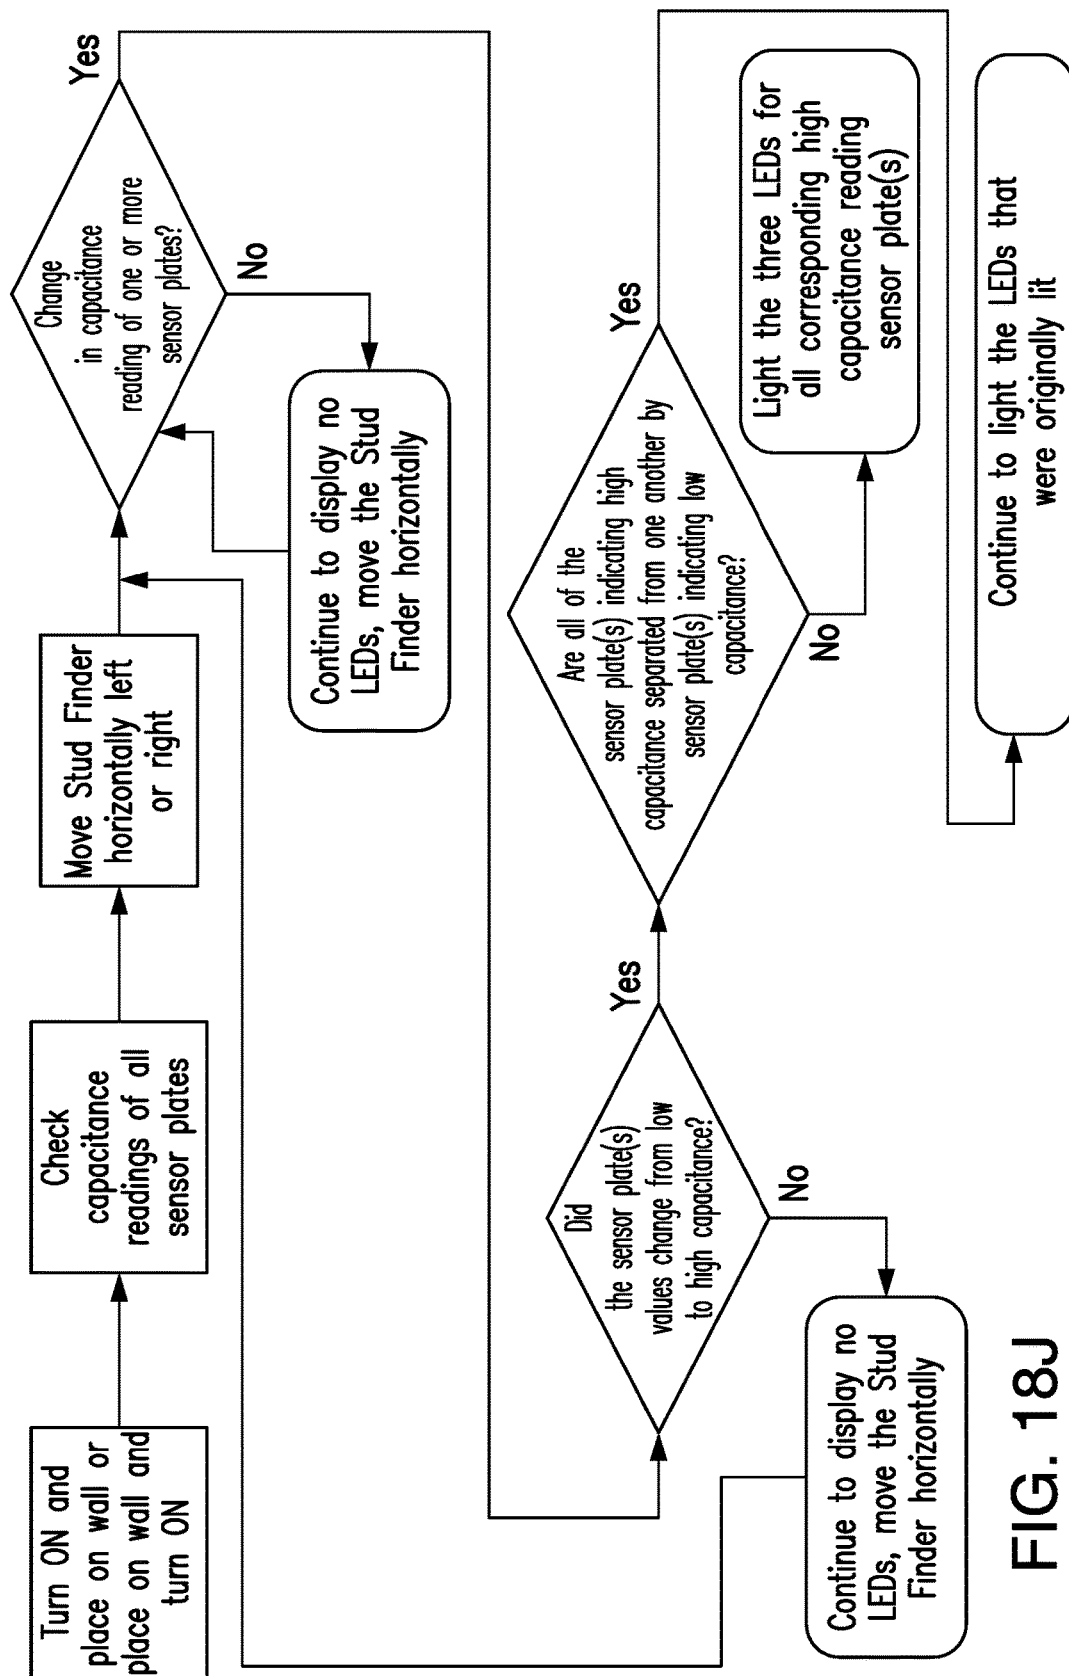 Turn ON and
place on wall or
place on wall and
turn ON
Check
capacitance
readings of all
sensor plates
Move Stud Finder
horizontally left
or right
Change
in capacitance
reading of one or more
sensor plates?
Yes
No
Continue to display no
LEDs, move the Stud
Finder horizontally
Did
the sensor plate(s)
values change from low
to high capacitance?
Yes
No
Continue to display no
LEDs, move the Stud
Finder horizontally
Are all of the
sensor plate(s) indicating high
capacitance separated from one another by
sensor plate(s) indicating low
capacitance?
Yes
No
Light the three LEDs for
all corresponding high
capacitance reading
sensor plate(s)
Continue to light the LEDs that
were originally lit
FIG. 18J